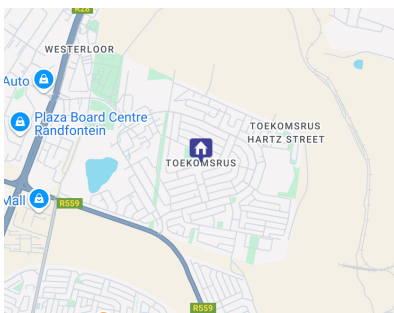 R28
WESTERLOOR
Auto
Plaza Board Centre
Randfontein
TOEKOMSRUS
HARTZ STREET
TOEKOMSRUS
Mall
R559
R559